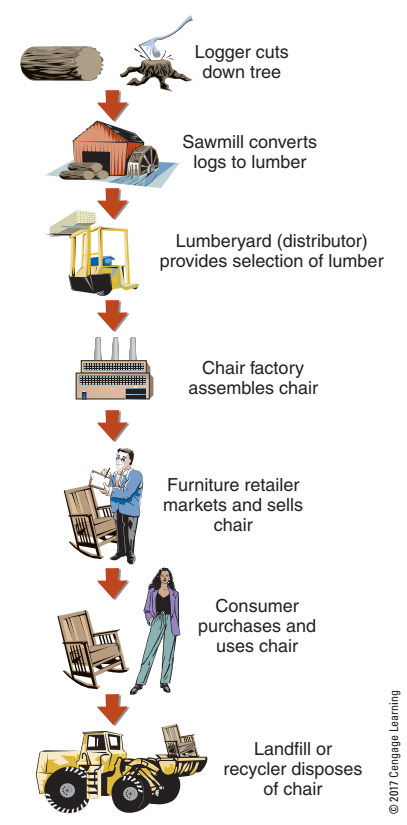 Logger cuts
down tree
Sawmill converts
logs to lumber
Lumberyard (distributor)
provides selection of lumber
Chair factory
assembles chair
Furniture retailer
markets and sells
chair
Consumer
purchases and
uses chair
Landfill or
recycler disposes
of chair
© 2017 Cengage Learning